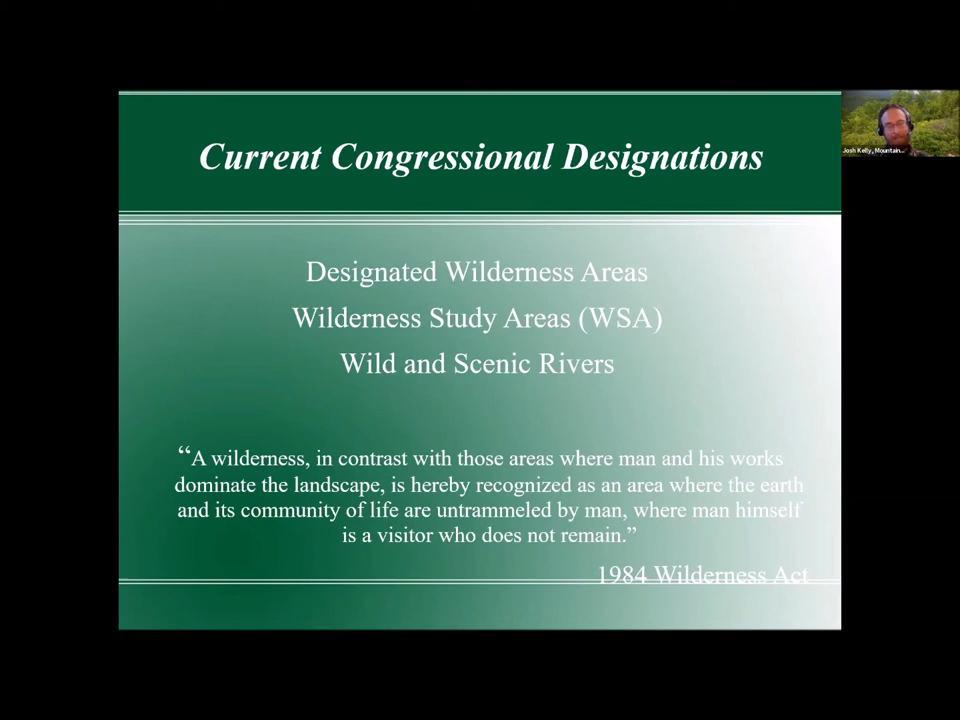 Current Congressional Designations
Josh Kelly, Mountain...
Designated Wilderness Areas
Wilderness Study Areas (WSA)
Wild and Scenic Rivers
“A wilderness, in contrast with those areas where man and his works
dominate the landscape, is hereby recognized as an area where the earth
and its community of life are untrammeled by man, where man himself
is a visitor who does not remain.”
1984 Wilderness Act